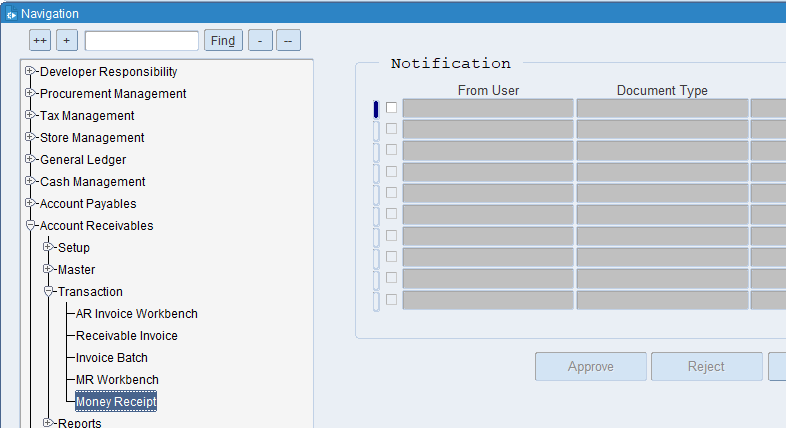 Navigation
++ + Find - --
Developer Responsibility
Procurement Management
Tax Management
Store Management
General Ledger
Cash Management
Account Payables
Account Receivables
Setup
Master
Transaction
AR Invoice Workbench
Receivable Invoice
Invoice Batch
MR Workbench
Money Receipt
Reports
Notification
From User Document Type
Approve Reject